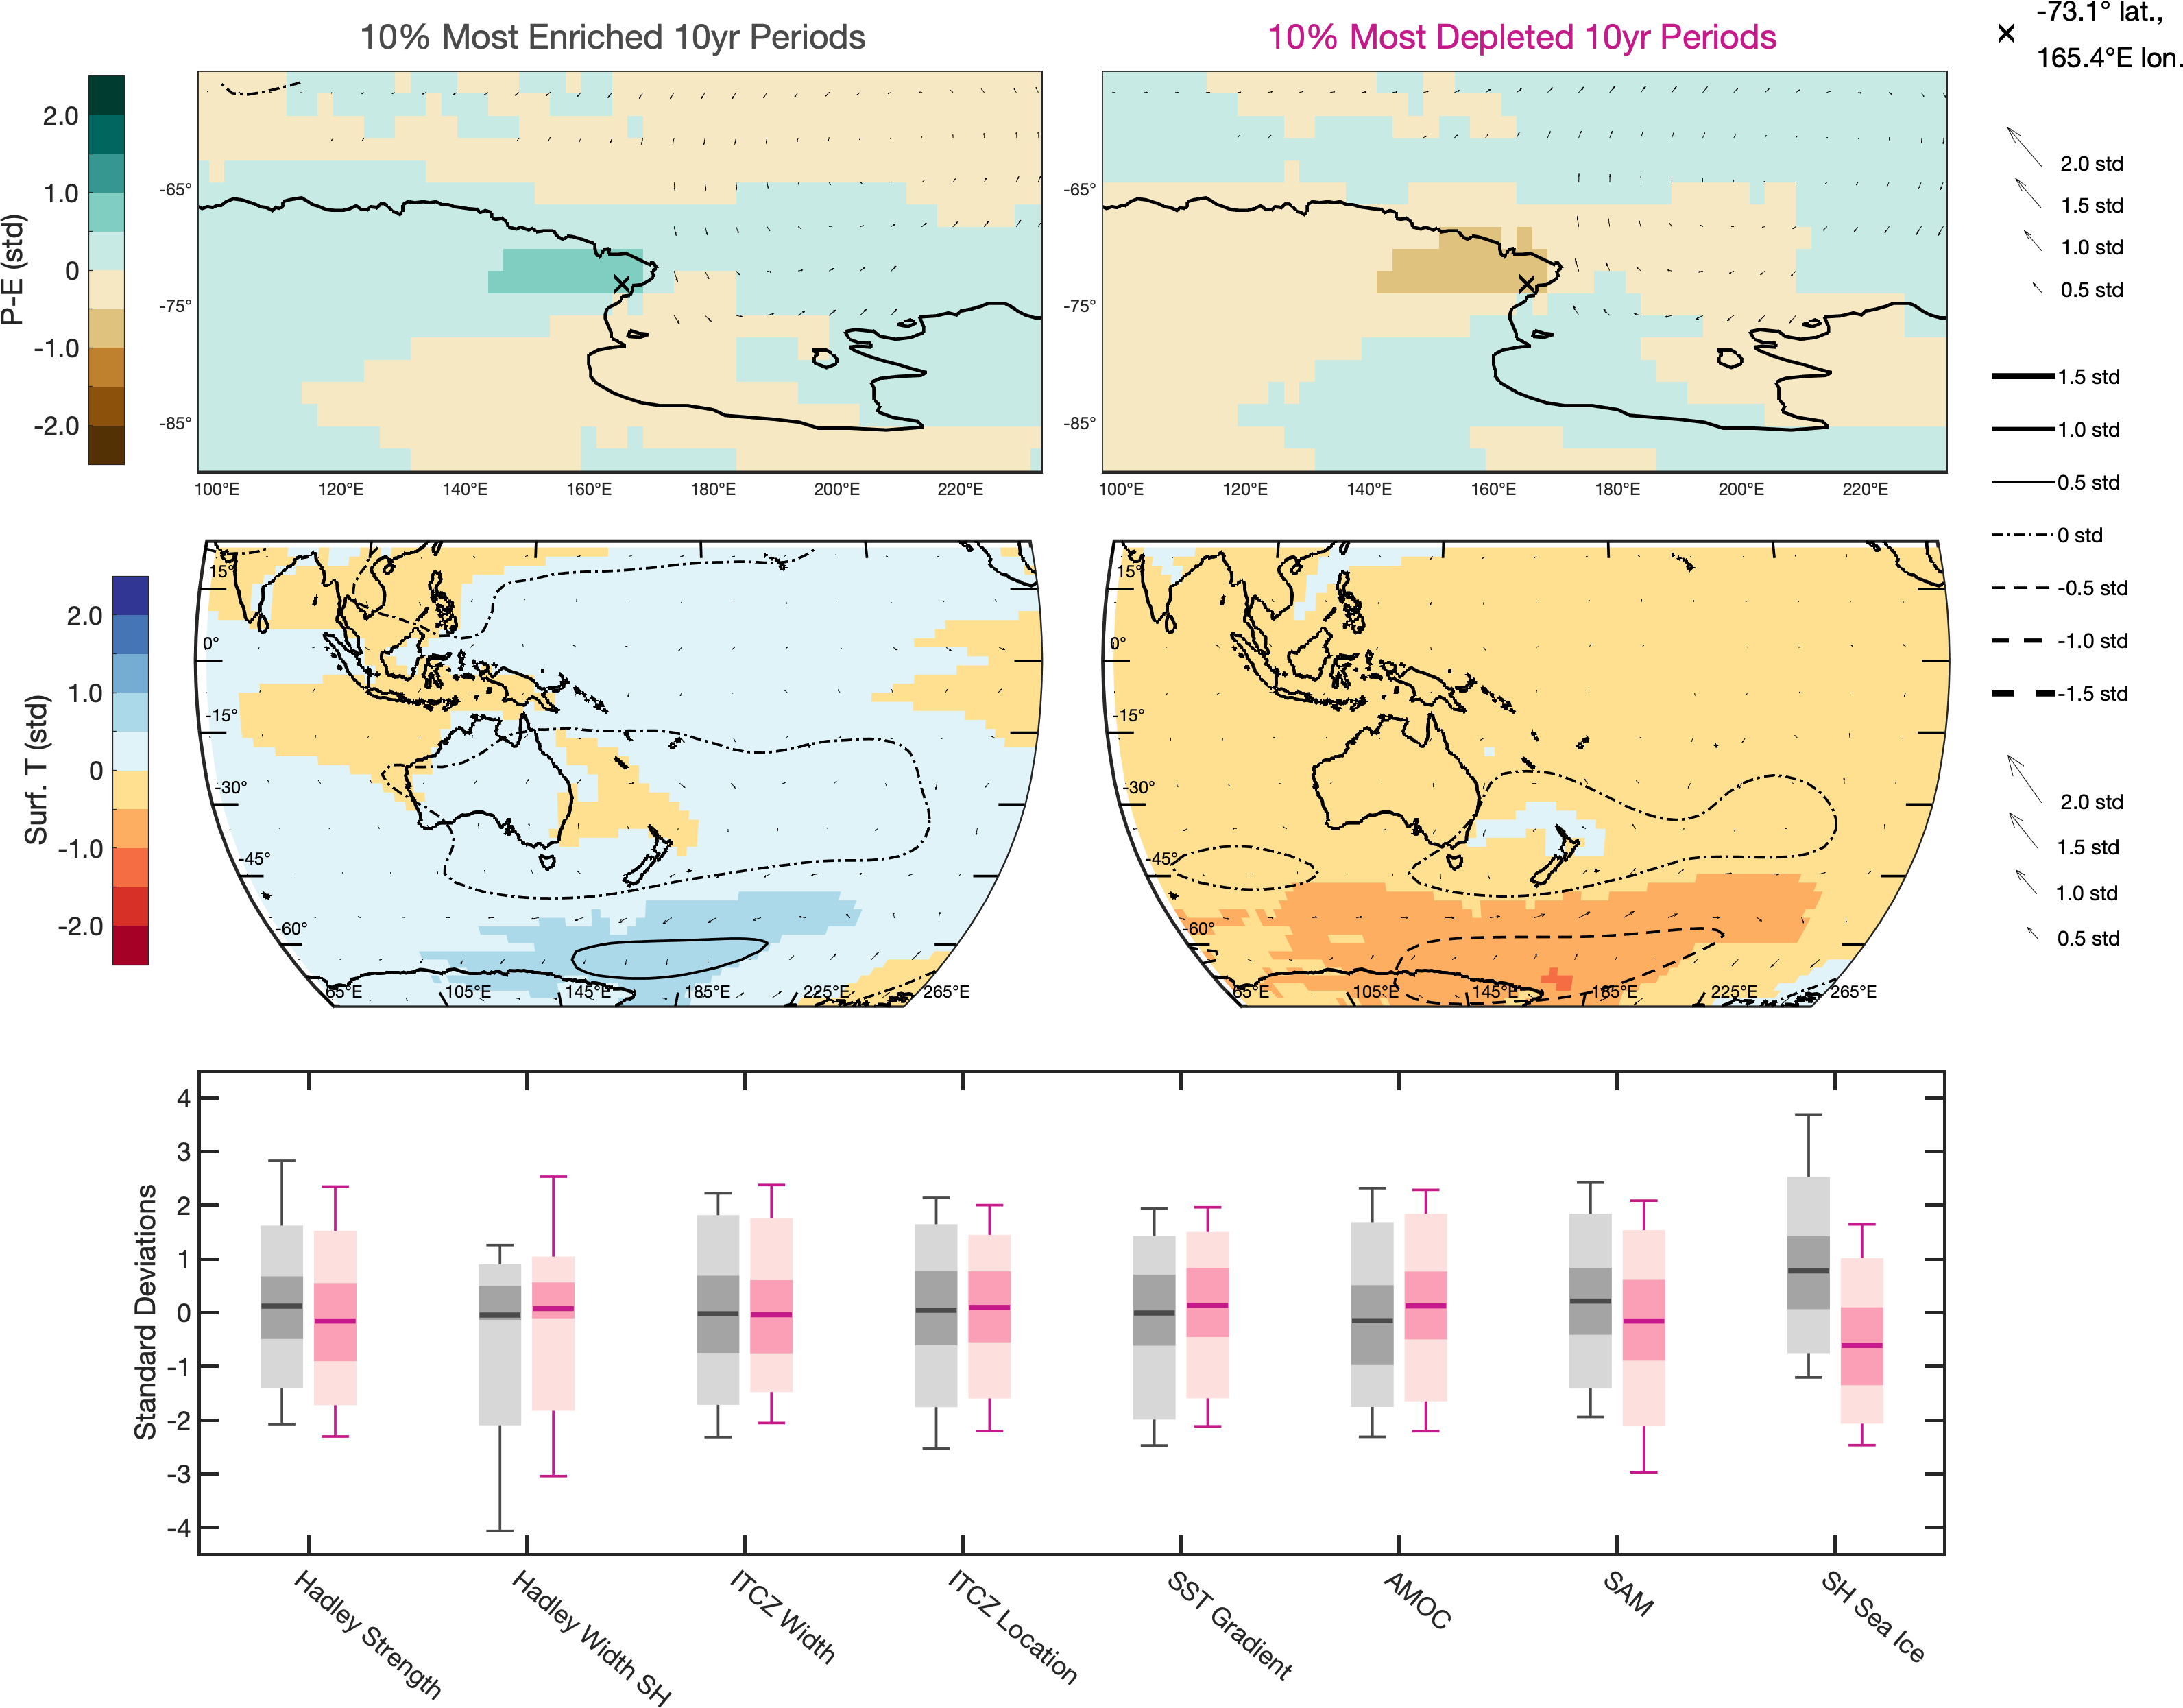 10% Most Enriched 10yr Periods
10% Most Depleted 10yr Periods
-73.1° lat.,
165.4°E lon.
P-E (std)
2.0
1.0
0
-1.0
-2.0
-65°
-75°
-85°
100°E 120°E 140°E 160°E 180°E 200°E 220°E
-65°
-75°
-85°
100°E 120°E 140°E 160°E 180°E 200°E 220°E
2.0 std
1.5 std
1.0 std
0.5 std
1.5 std
1.0 std
0.5 std
0 std
-0.5 std
-1.0 std
-1.5 std
2.0 std
1.5 std
1.0 std
0.5 std
Surf. T (std)
2.0
1.0
0
-1.0
-2.0
15°
0°
-15°
-30°
-45°
-60°
65°E 105°E 145°E 185°E 225°E 265°E
15°
0°
-15°
-30°
-45°
-60°
65°E 105°E 145°E 185°E 225°E 265°E
Standard Deviations
4
3
2
1
0
-1
-2
-3
-4
Hadley Strength
Hadley Width SH
ITCZ Width
ITCZ Location
SST Gradient
AMOC
SAM
SH Sea Ice